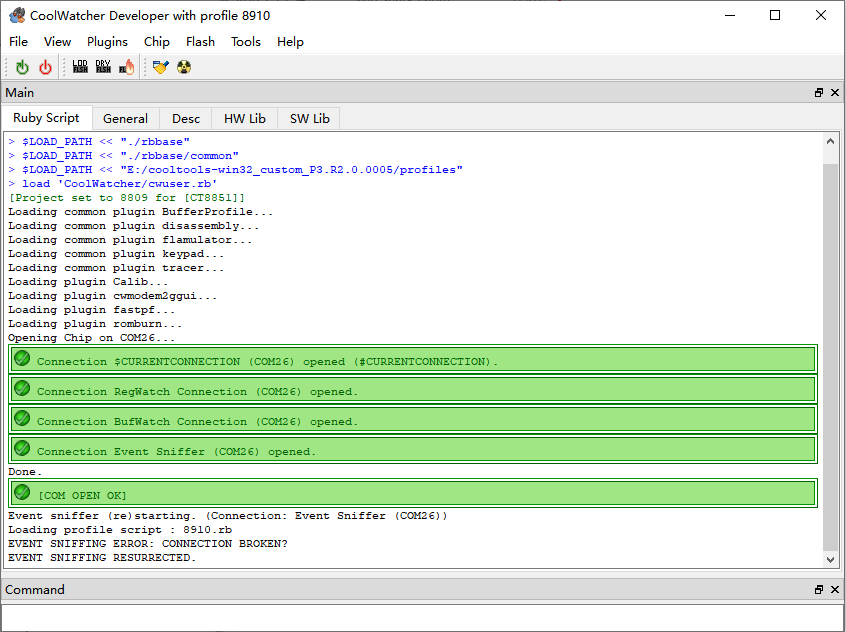 CoolWatcher Developer with profile 8910
File View Plugins Chip Flash Tools Help
LOD FLSH DRV FLSH FL
Main
Ruby Script General Desc HW Lib SW Lib
> $LOAD_PATH << "./rbbase"
> $LOAD_PATH << "./rbbase/common"
> $LOAD_PATH << "E:/cooltools-win32_custom_P3.R2.0.0005/profiles"
> load 'CoolWatcher/cwuser.rb'
[Project set to 8809 for [CT8851]]
Loading common plugin BufferProfile...
Loading common plugin disassembly...
Loading common plugin flamulator...
Loading common plugin keypad...
Loading common plugin tracer...
Loading plugin Calib...
Loading plugin cwmodem2ggui...
Loading plugin fastpf...
Loading plugin romburn...
Opening Chip on COM26...
Connection $CURRENTCONNECTION (COM26) opened (#CURRENTCONNECTION).
Connection RegWatch Connection (COM26) opened.
Connection BufWatch Connection (COM26) opened.
Connection Event Sniffer (COM26) opened.
Done.
[COM OPEN OK]
Event sniffer (re)starting. (Connection: Event Sniffer (COM26))
Loading profile script : 8910.rb
EVENT SNIFFING ERROR: CONNECTION BROKEN?
EVENT SNIFFING RESURRECTED.
Command